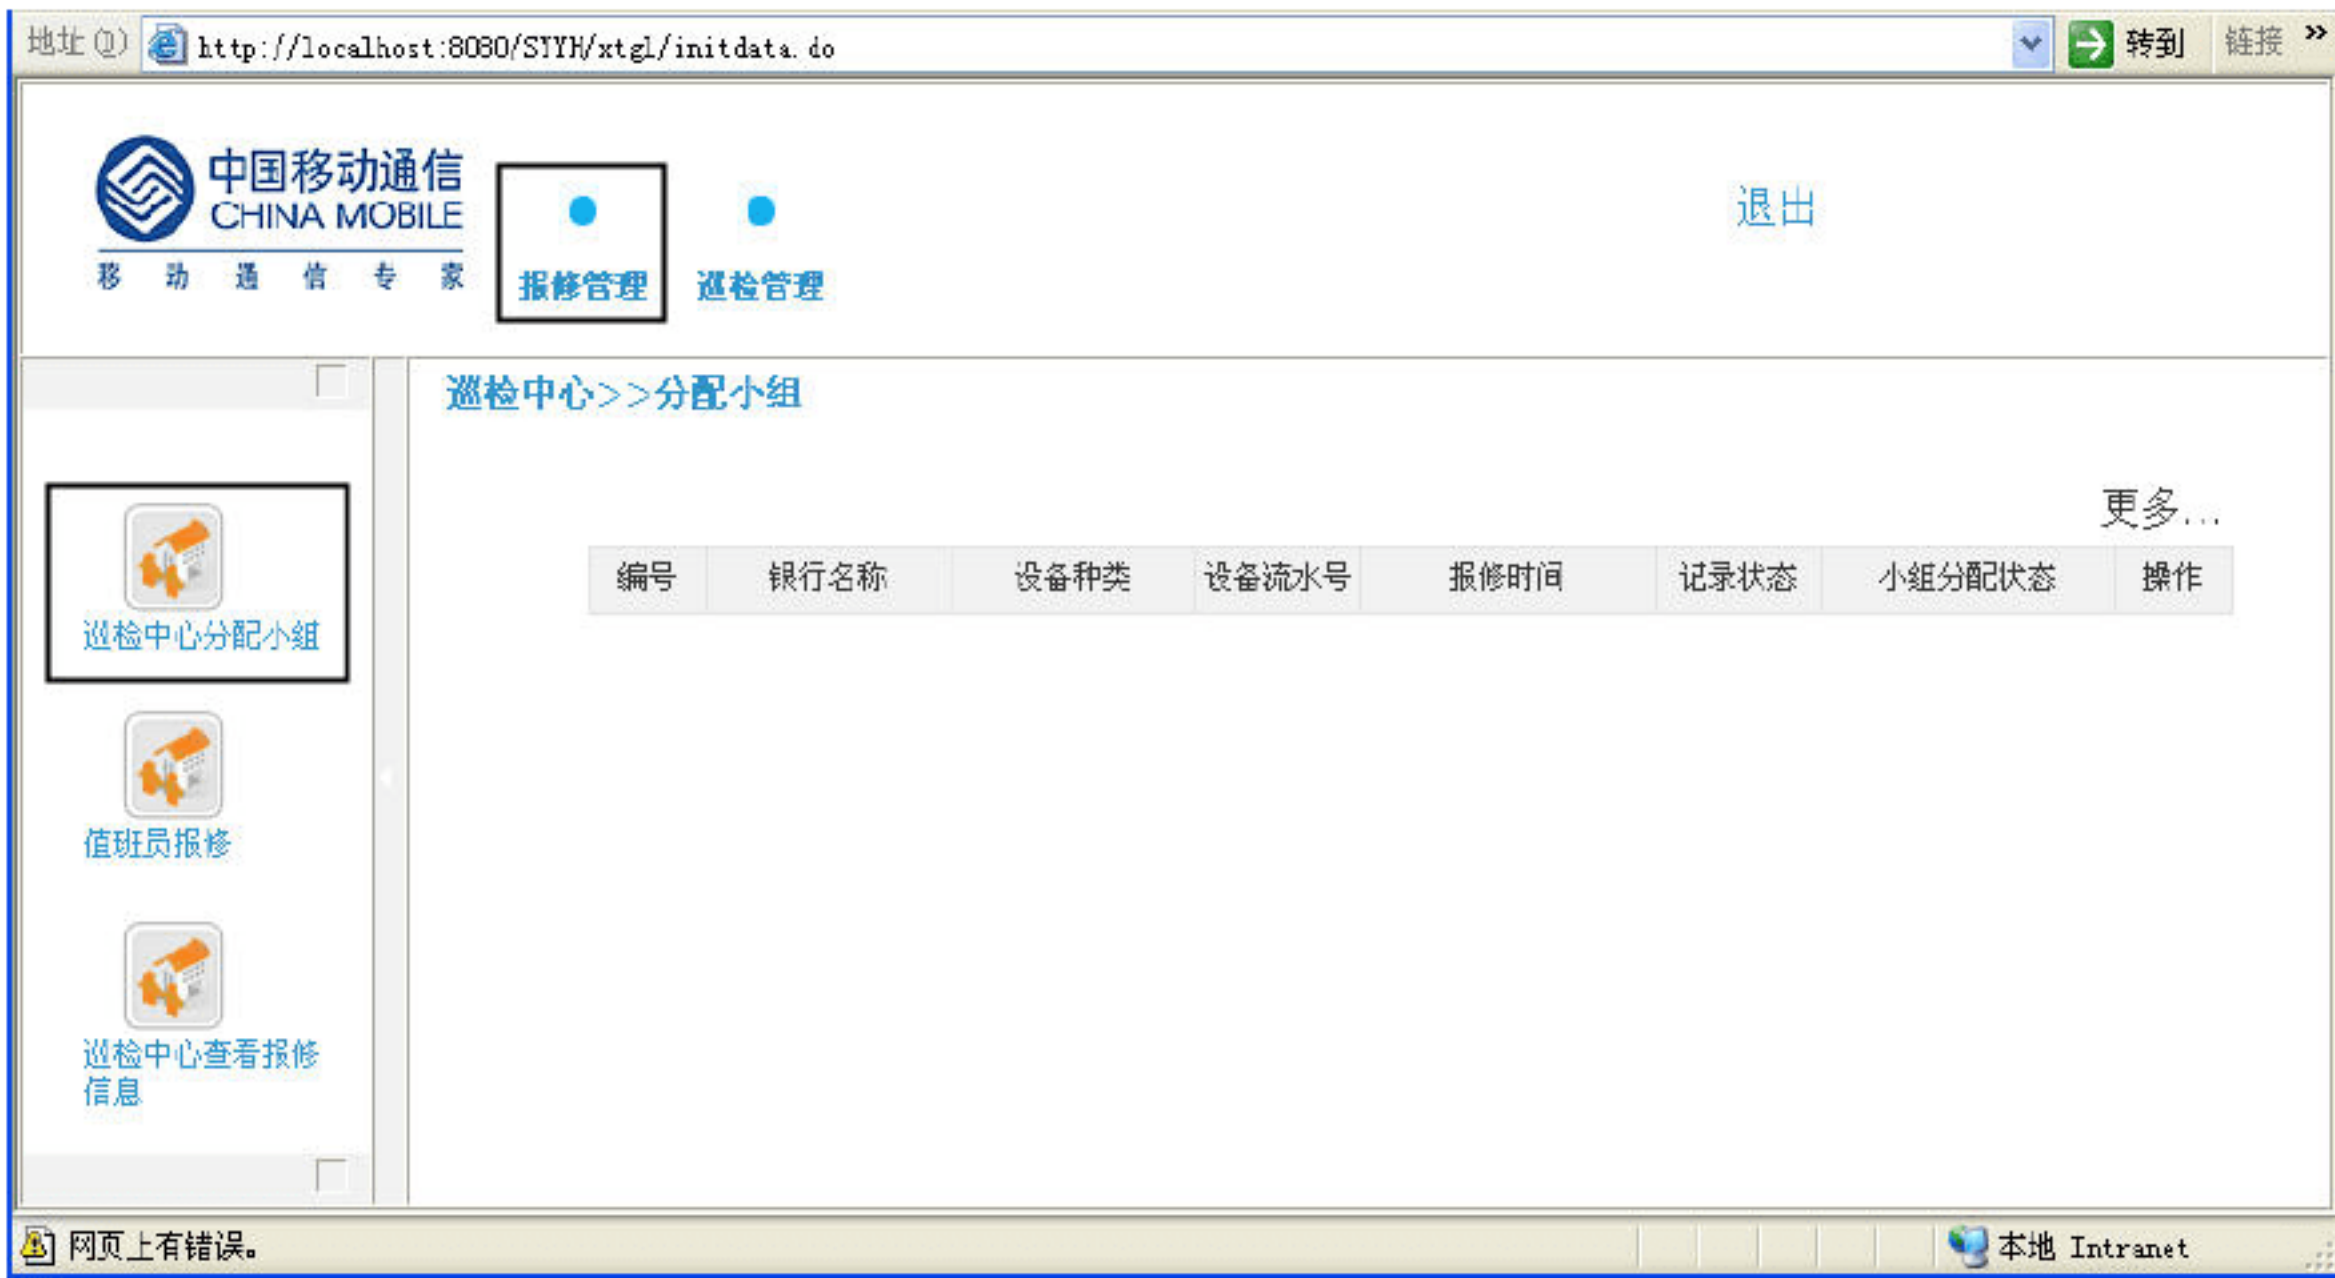 地址(D) http://localhost:8080/SYYH/xtgl/initdata.do 转到 链接 »
中国移动通信
CHINA MOBILE
移动通信专家
报修管理 巡检管理
退出
巡检中心>>分配小组
更多...
编号 银行名称 设备种类 设备流水号 报修时间 记录状态 小组分配状态 操作
巡检中心分配小组
值班员报修
巡检中心查看报修
信息
网页上有错误。 本地 Intranet